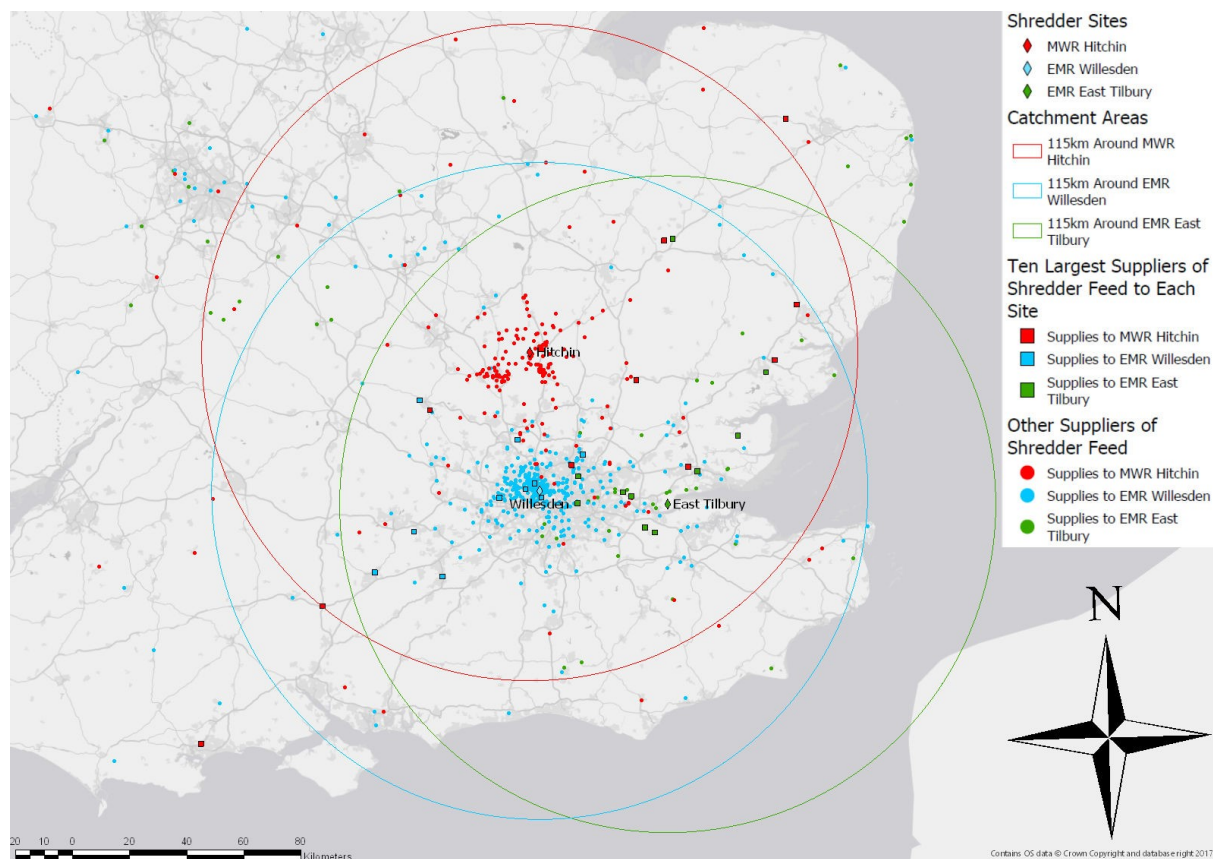 Shredder Sites
MWR Hitchin
EMR Willesden
EMR East Tilbury
Catchment Areas
115km Around MWR
Hitchin
115km Around EMR
Willesden
115km Around EMR East
Tilbury
Ten Largest Suppliers of
Shredder Feed to Each
Site
Supplies to MWR Hitchin
Supplies to EMR Willesden
Supplies to EMR East
Tilbury
Other Suppliers of
Shredder Feed
Supplies to MWR Hitchin
Supplies to EMR Willesden
Supplies to EMR East
Tilbury
Hitchin
Willesden
East Tilbury
N
20 10 0 20 40 60 80
Kilometers
Contains OS data © Crown Copyright and database right 2017